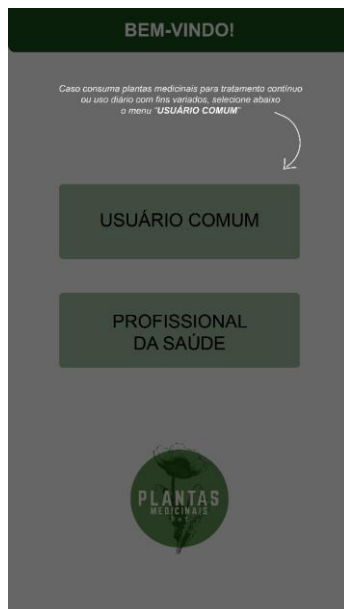 BEM-VINDO!
Caso consuma plantas medicinais para tratamento contínuo
ou uso diário com fins variados, selecione abaixo
o menu "USUÁRIO COMUM"
USUÁRIO COMUM
PROFISSIONAL
DA SAÚDE
PLANTAS
MEDICINAIS